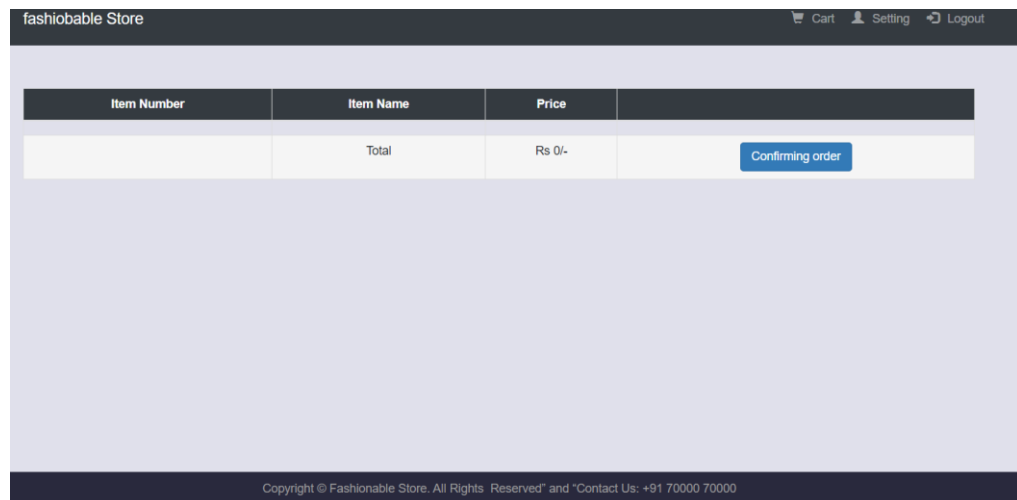 fashiobable Store Cart Setting Logout
Item Number Item Name Price
Total Rs 0/- Confirming order
Copyright © Fashionable Store. All Rights Reserved" and "Contact Us: +91 70000 70000